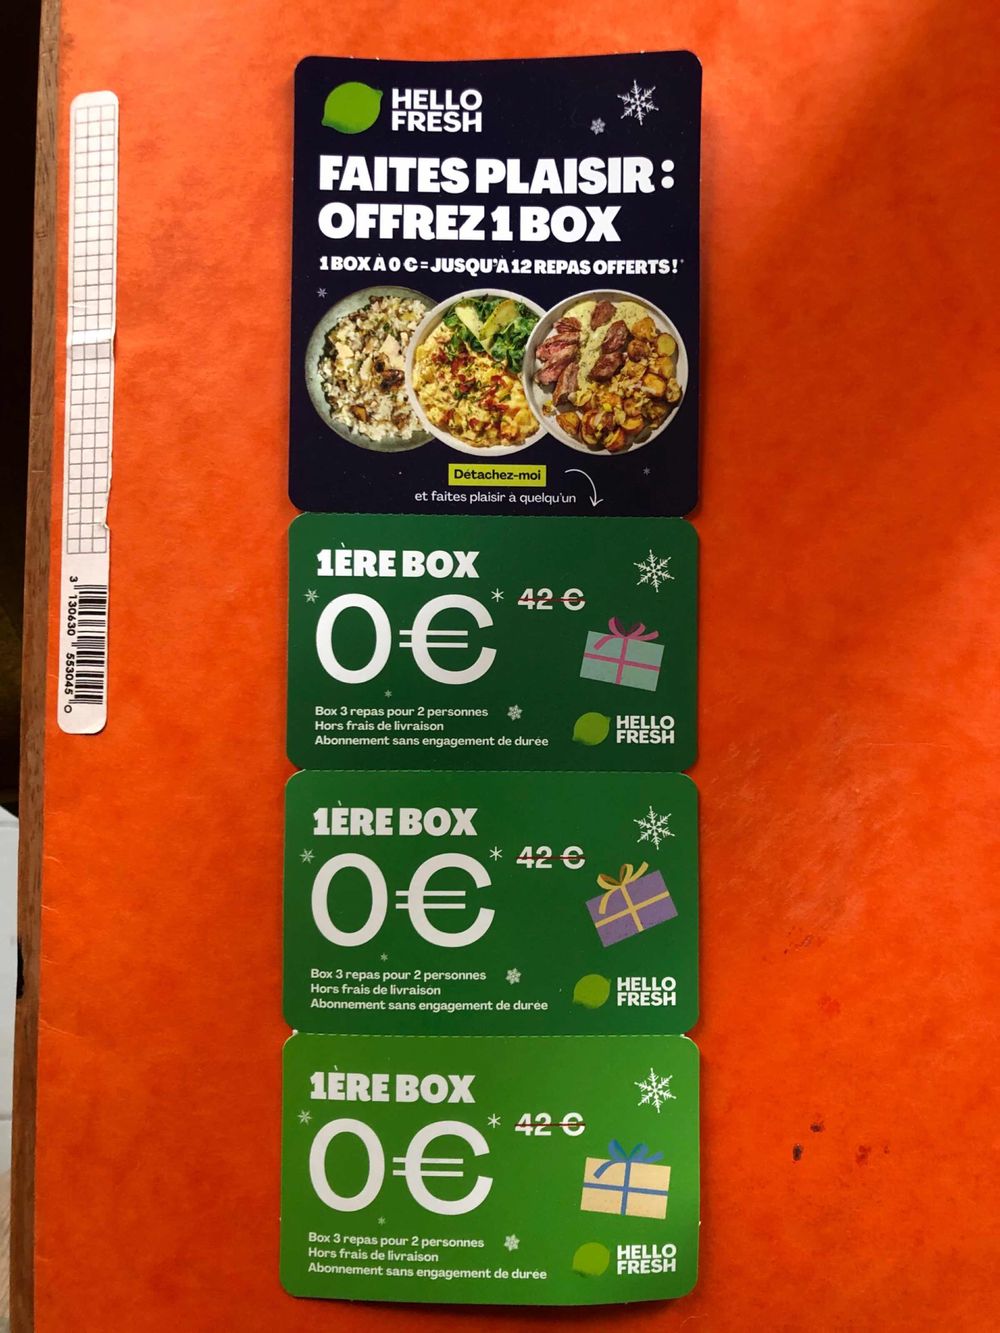 HELLO
FRESH
FAITES PLAISIR :
OFFREZ 1 BOX
1 BOX À 0 € = JUSQU'À 12 REPAS OFFERTS !*
Détachez-moi
et faites plaisir à quelqu'un
1ÈRE BOX
0€* 42 €
Box 3 repas pour 2 personnes
Hors frais de livraison
Abonnement sans engagement de durée
HELLO
FRESH
1ÈRE BOX
0€* 42 €
Box 3 repas pour 2 personnes
Hors frais de livraison
Abonnement sans engagement de durée
HELLO
FRESH
1ÈRE BOX
0€* 42 €
Box 3 repas pour 2 personnes
Hors frais de livraison
Abonnement sans engagement de durée
HELLO
FRESH
3 130630 553045